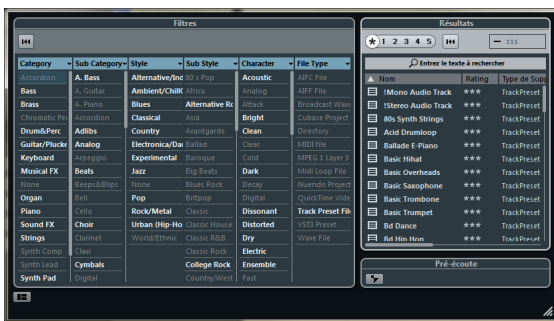 Filtres
Category Sub Category Style Sub Style Character File Type
Accordion A. Bass Alternative/Ind 80's Pop Acoustic AIFC File
Bass A. Guitar Ambient/ChillO Africa Analog AIFF File
Brass A. Piano Blues Alternative Ro Attack Broadcast Wav
Chromatic Per Accordion Classical Asia Bright Cubase Project
Drum&Perc Adlibs Country Avantgarde Clean Directory
Guitar/Plucke Analog Electronica/Da Ballad Clear MIDI file
Keyboard Arpeggio Experimental Baroque Cold MPEG 1 Layer 3
Musical FX Beats Jazz Big Beats Dark Midi Loop File
None Beeps&Blips None Blues Rock Decay Nuendo Project
Organ Bell Pop Britpop Digital QuickTime Vide
Piano Cello Rock/Metal Classic Dissonant Track Preset Fil
Sound FX Choir Urban (Hip-Ho Classic House Distorted VST3 Preset
Strings Clarinet World/Ethnic Classic R&B Dry Wave File
Synth Comp Clavi Classic Rock Electric
Synth Lead Cymbals College Rock Ensemble
Synth Pad Digital Country/West Fast
Résultats
1 2 3 4 5
111
Entrez le texte à rechercher
Nom Rating Type de Supp
!Mono Audio Track *** TrackPreset
!Stereo Audio Track *** TrackPreset
80s Synth Strings *** TrackPreset
Acid Drumloop *** TrackPreset
Ballade E-Piano *** TrackPreset
Basic Hihat *** TrackPreset
Basic Overheads *** TrackPreset
Basic Saxophone *** TrackPreset
Basic Trombone *** TrackPreset
Basic Trumpet *** TrackPreset
Bd Dance *** TrackPreset
Bd Hip Hop *** TrackPreset
Pré-écoute